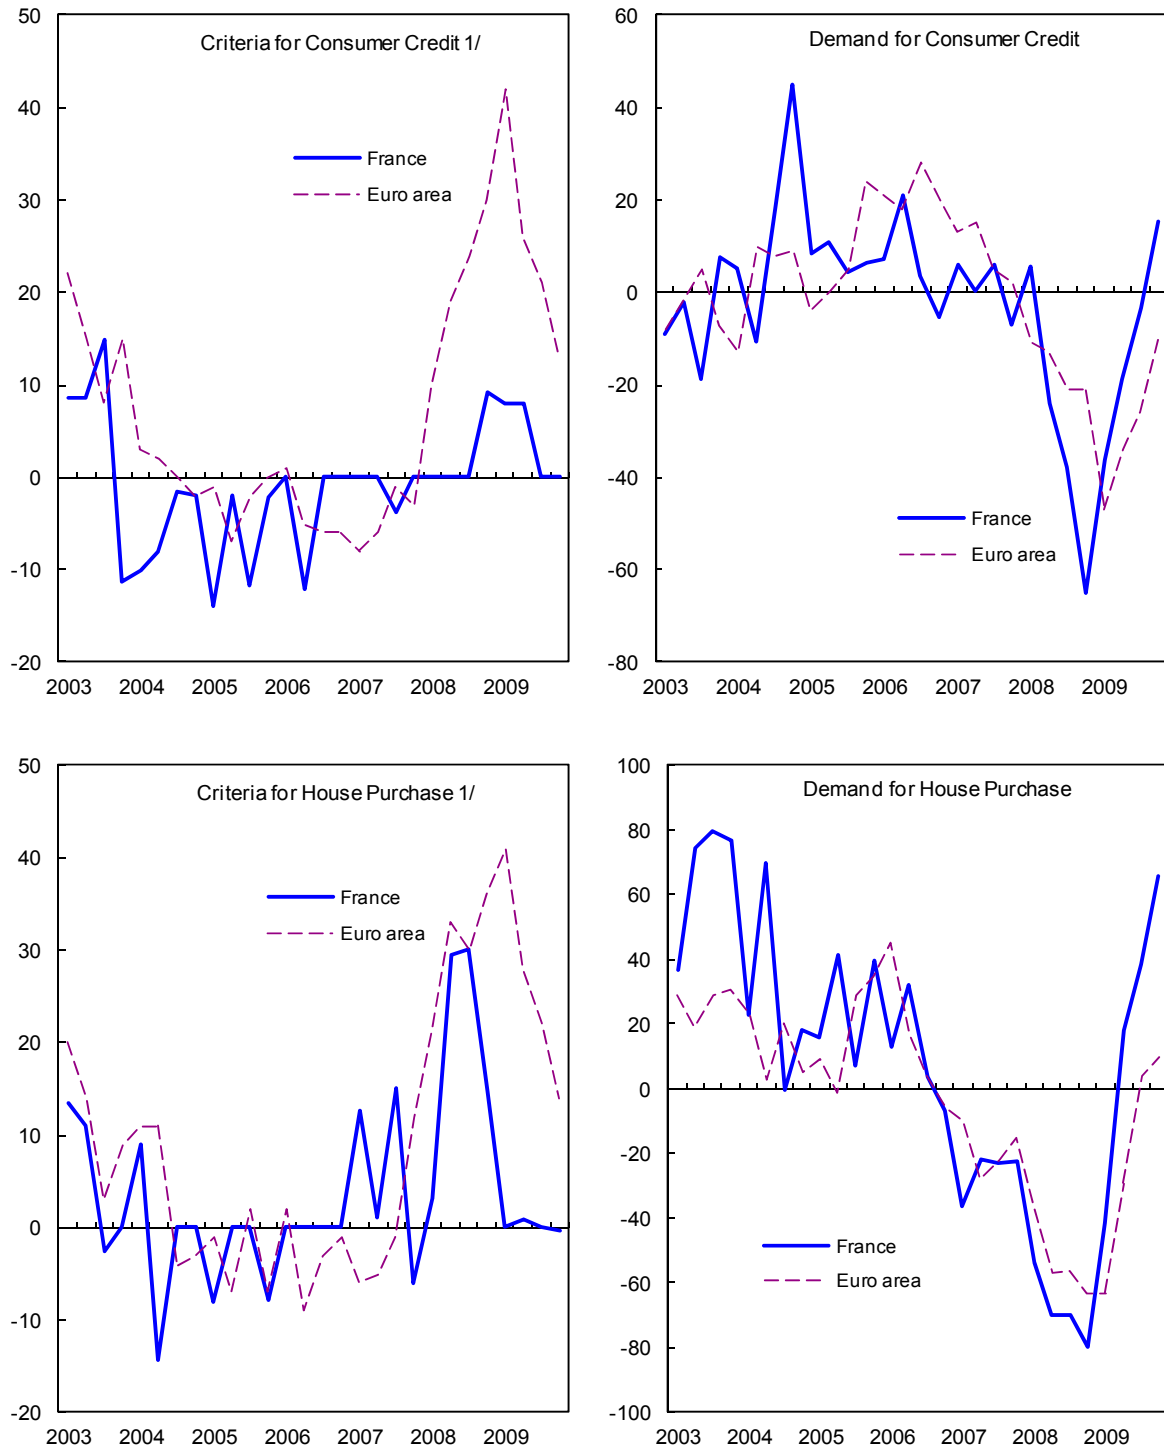 Criteria for Consumer Credit 1/
50
40
30
20
10
0
-10
-20
France
Euro area
2003 2004 2005 2006 2007 2008 2009
Demand for Consumer Credit
60
40
20
0
-20
-40
-60
-80
France
Euro area
2003 2004 2005 2006 2007 2008 2009
Criteria for House Purchase 1/
50
40
30
20
10
0
-10
-20
France
Euro area
2003 2004 2005 2006 2007 2008 2009
Demand for House Purchase
100
80
60
40
20
0
-20
-40
-60
-80
-100
France
Euro area
2003 2004 2005 2006 2007 2008 2009